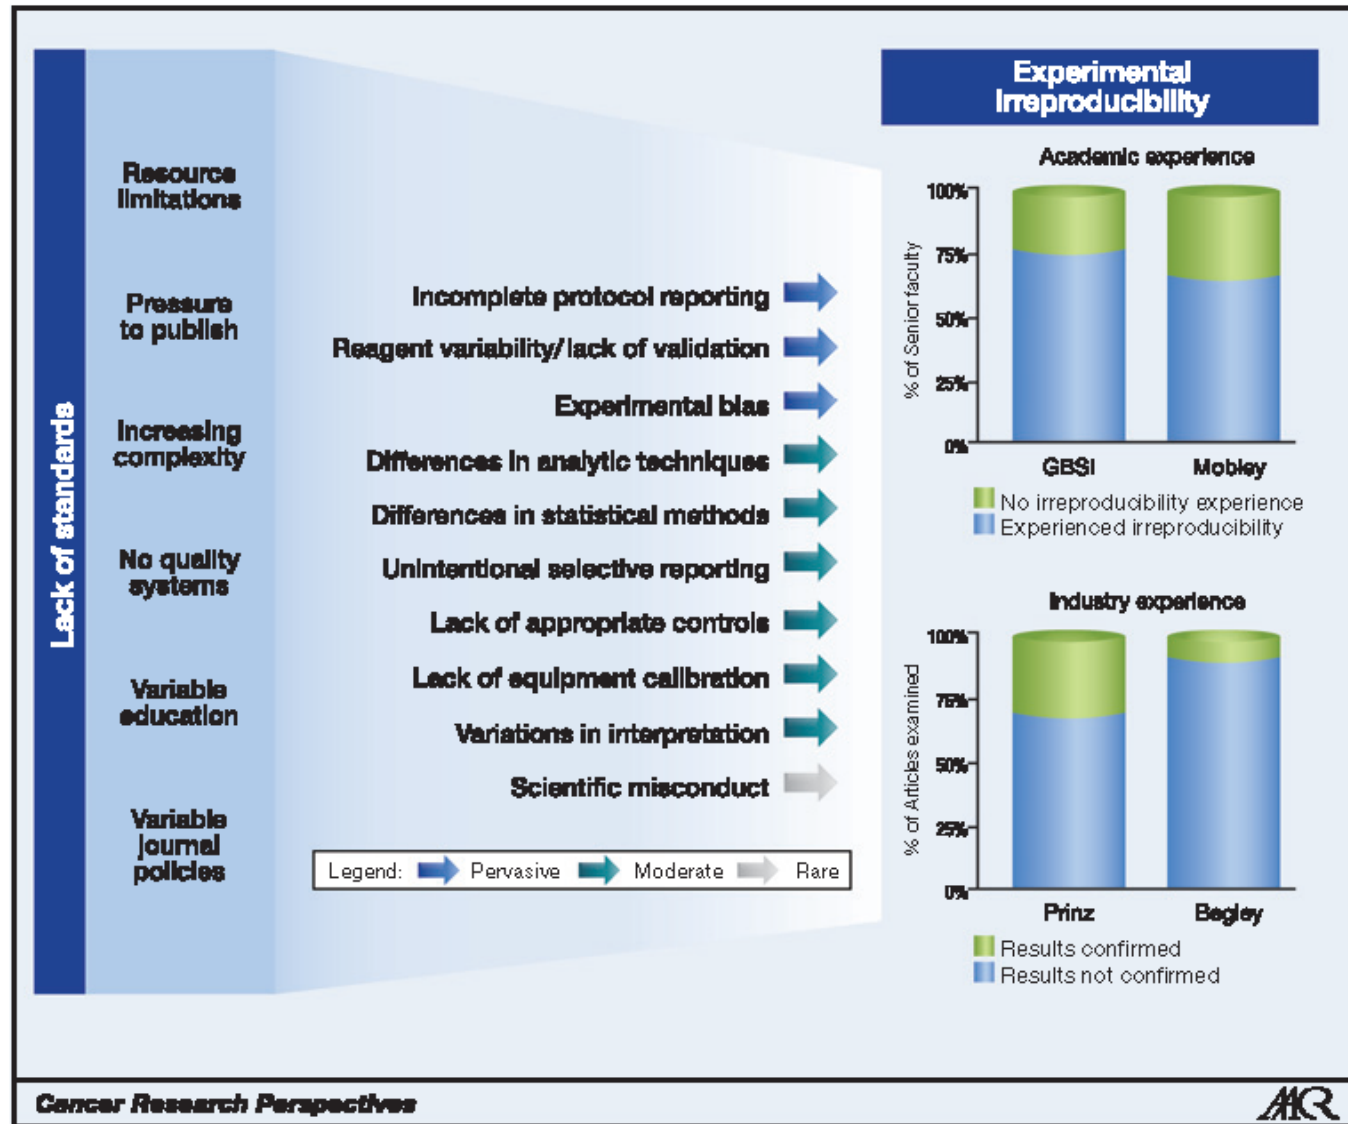 Lack of standards
Resource
limitations
Pressure
to publish
Increasing
complexity
No quality
systems
Variable
education
Variable
journal
policies
Incomplete protocol reporting
Reagent variability/lack of validation
Experimental bias
Differences in analytic techniques
Differences in statistical methods
Unintentional selective reporting
Lack of appropriate controls
Lack of equipment calibration
Variations in interpretation
Scientific misconduct
Legend: Pervasive Moderate Rare
Experimental
irreproducibility
Academic experience
% of Senior faculty
100%
75%
50%
25%
0%
GBSI Mobley
No irreproducibility experience
Experienced irreproducibility
Industry experience
% of Articles examined
100%
75%
50%
25%
0%
Prinz Begley
Results confirmed
Results not confirmed
Cancer Research Perspectives
AACR